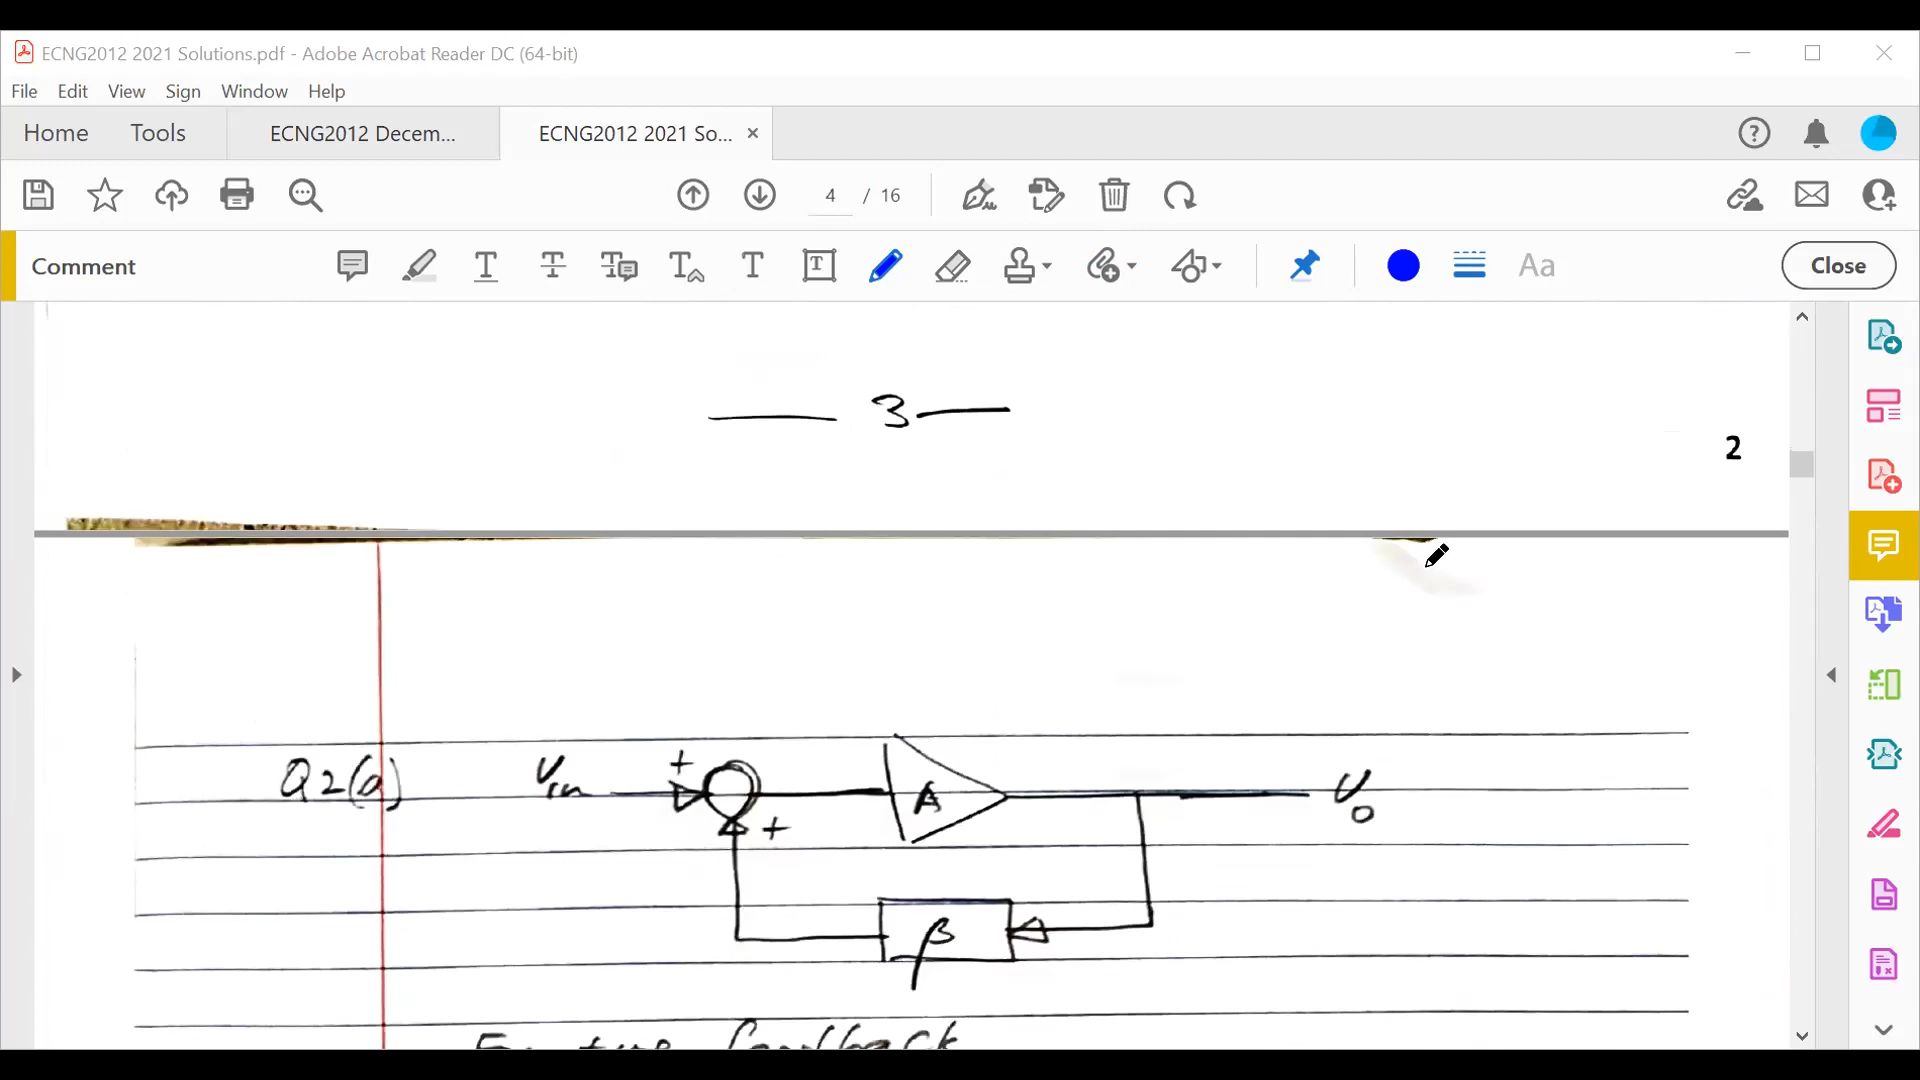 ECNG2012 2021 Solutions.pdf - Adobe Acrobat Reader DC (64-bit)
File Edit View Sign Window Help
Home Tools ECNG2012 Decem... ECNG2012 2021 So...
4 / 16
Comment Aa Close
3
2
Q2(a) Vin + A Vo
+
β
feedback